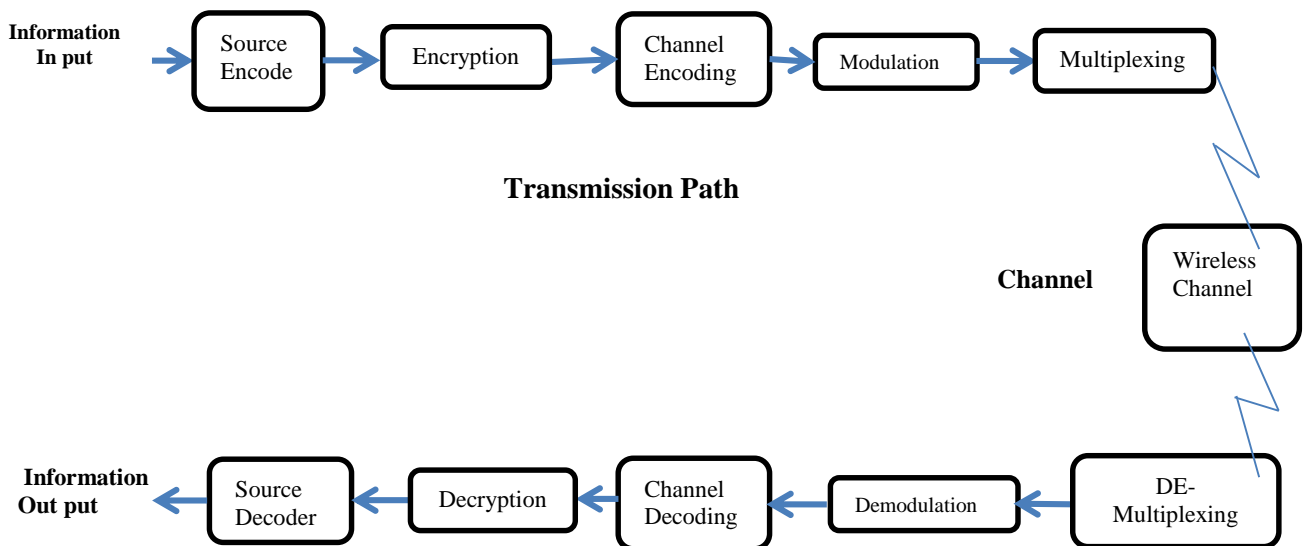 Information
In put
Source
Encode
Encryption
Channel
Encoding
Modulation
Multiplexing
Transmission Path
Channel
Wireless
Channel
Information
Out put
Source
Decoder
Decryption
Channel
Decoding
Demodulation
DE-
Multiplexing